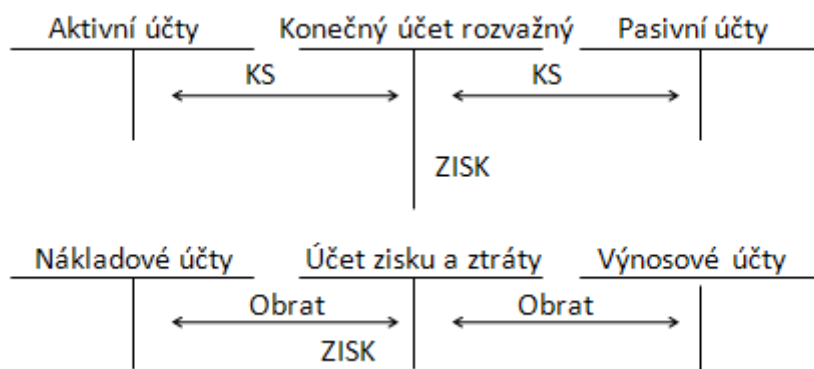 Aktivní účty Konečný účet rozvažný Pasivní účty
KS KS
ZISK
Nákladové účty Účet zisku a ztráty Výnosové účty
Obrat Obrat
ZISK